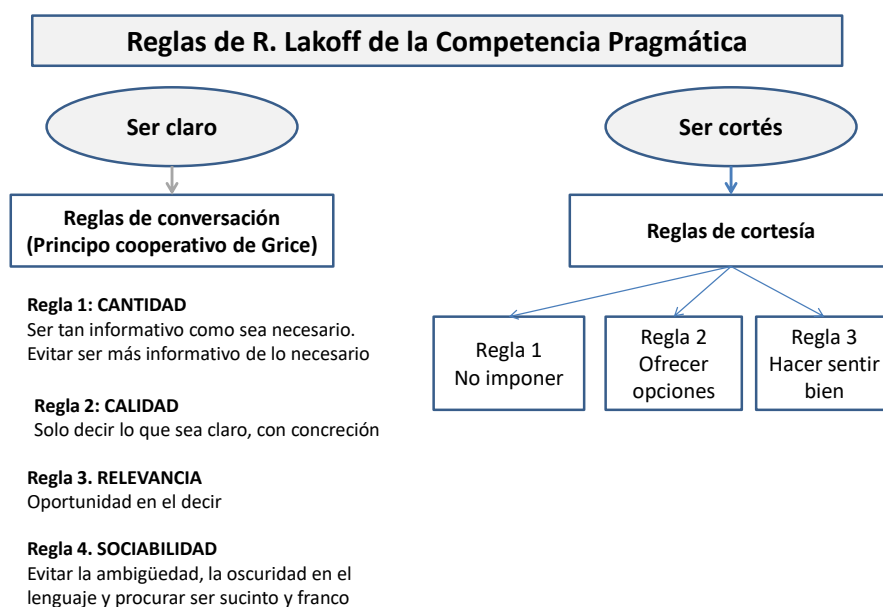 Reglas de R. Lakoff de la Competencia Pragmática
Ser claro
Reglas de conversación
(Principo cooperativo de Grice)
Regla 1: CANTIDAD
Ser tan informativo como sea necesario.
Evitar ser más informativo de lo necesario
Regla 2: CALIDAD
Solo decir lo que sea claro, con concreción
Regla 3. RELEVANCIA
Oportunidad en el decir
Regla 4. SOCIABILIDAD
Evitar la ambigüedad, la oscuridad en el
lenguaje y procurar ser sucinto y franco
Ser cortés
Reglas de cortesía
Regla 1
No imponer
Regla 2
Ofrecer
opciones
Regla 3
Hacer sentir
bien